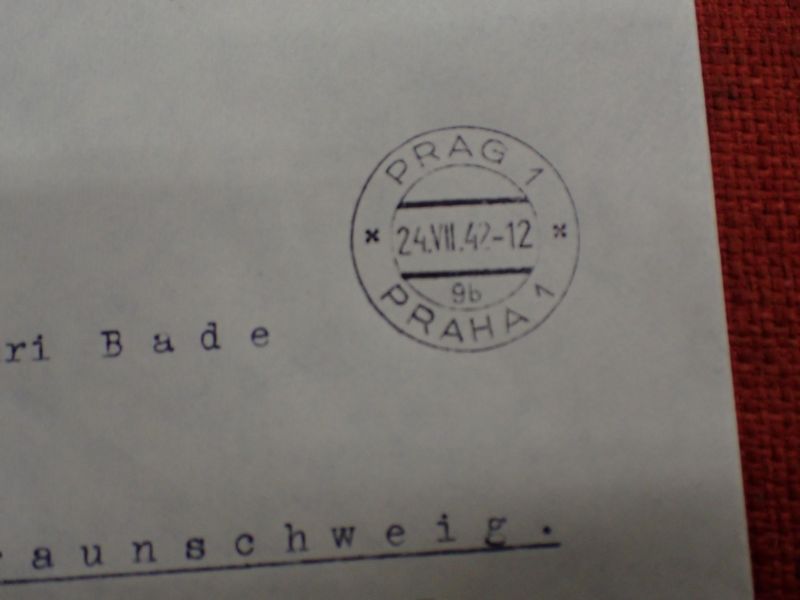 PRAG 1
* 24.VII.42-12 *
9b
PRAHA 1
ri Bade
aunschweig.